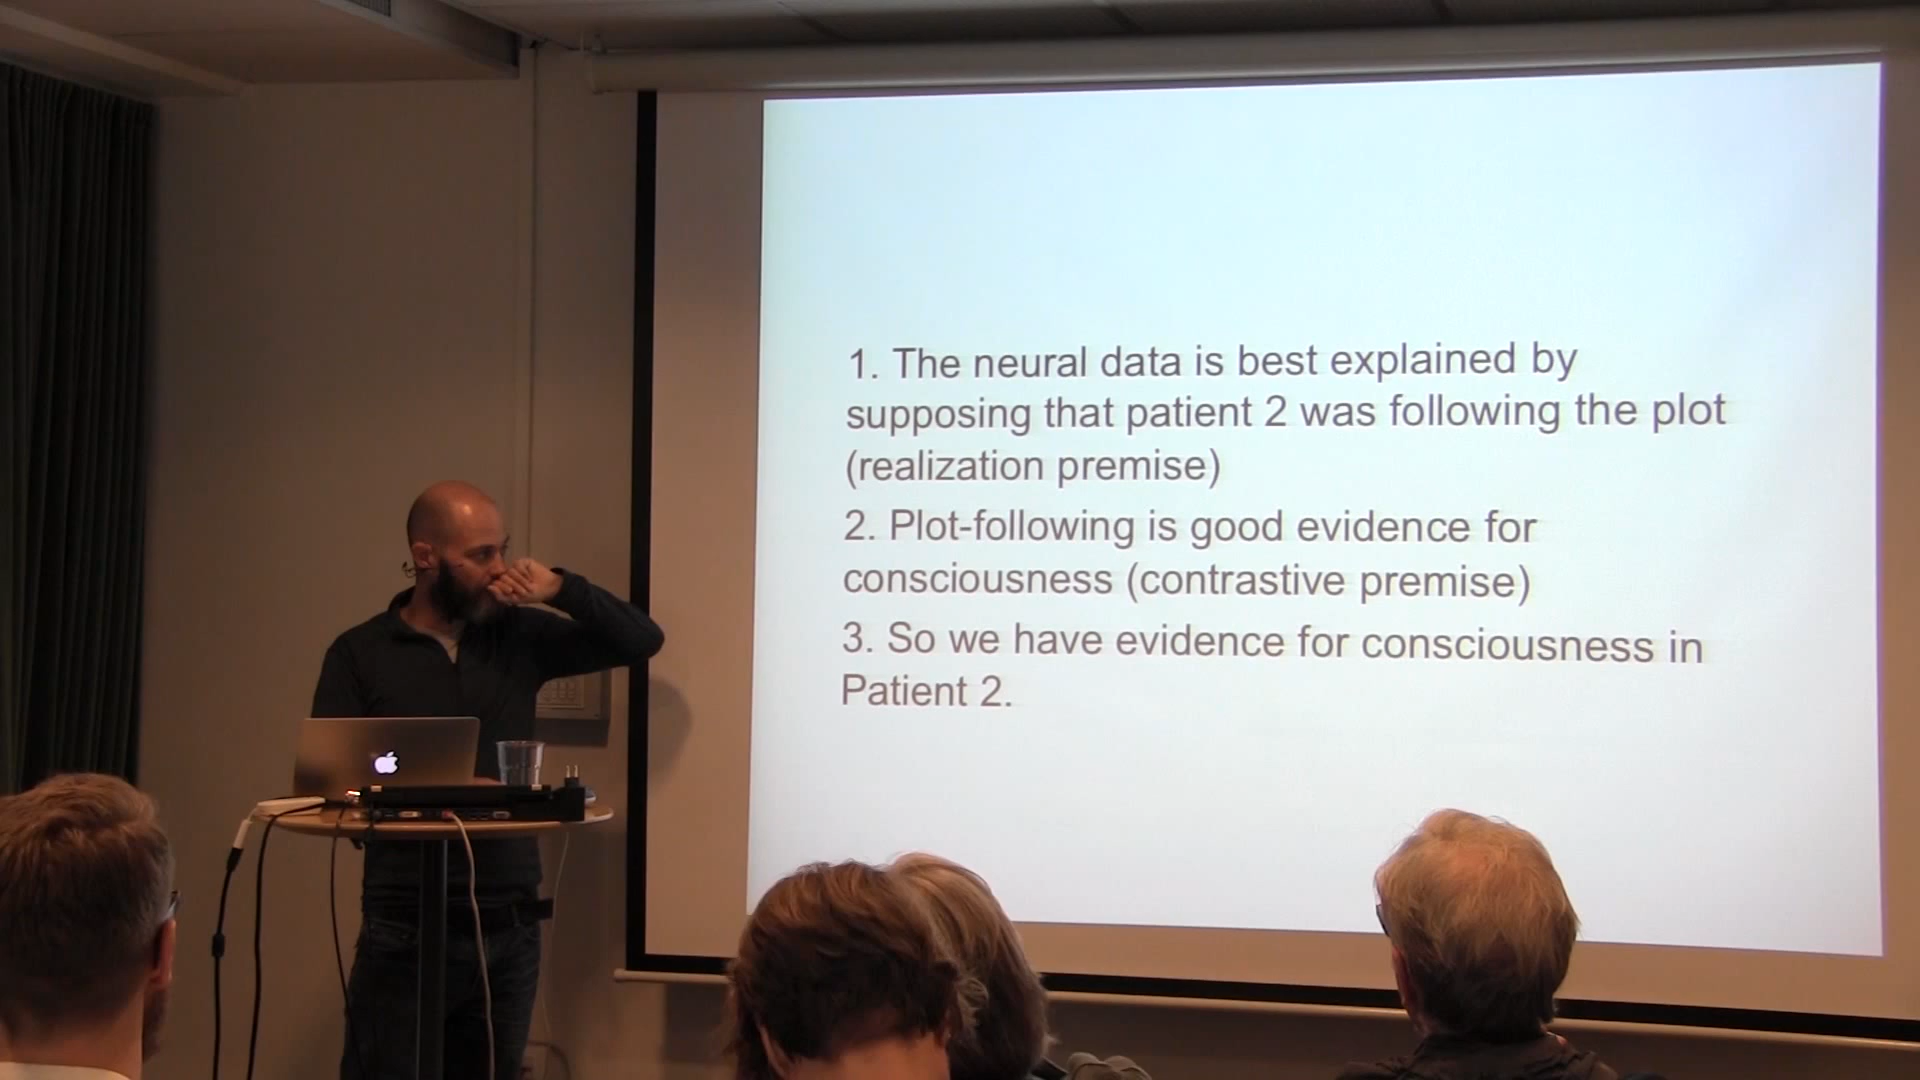 1. The neural data is best explained by
supposing that patient 2 was following the plot
(realization premise)
2. Plot-following is good evidence for
consciousness (contrastive premise)
3. So we have evidence for consciousness in
Patient 2.